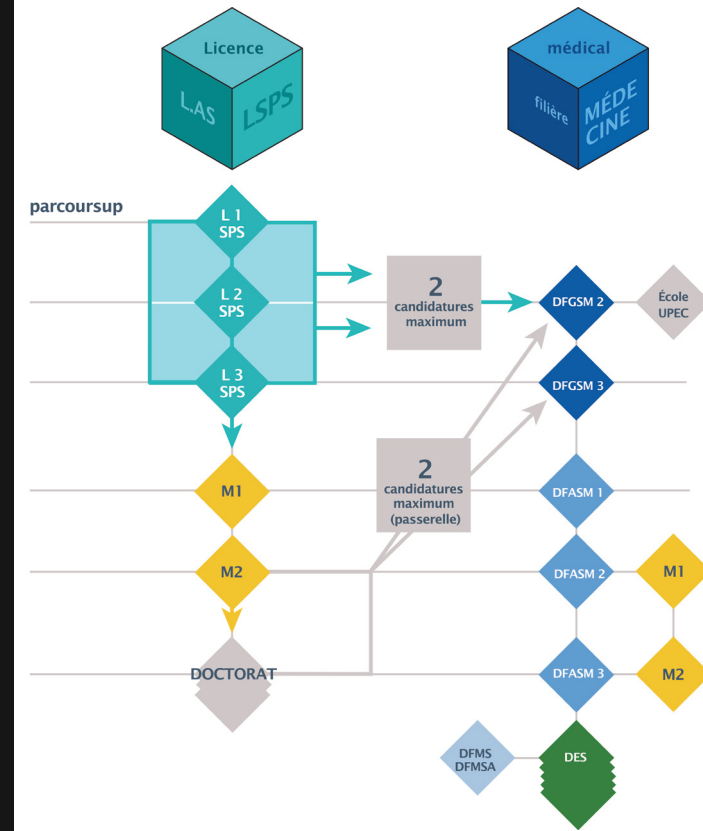 Licence
L.AS
LSPS
médical
filière
MÉDE
CINE
parcoursup
L 1
SPS
L 2
SPS
2
candidatures
maximum
DFGSM 2
École
UPEC
L 3
SPS
DFGSM 3
2
candidatures
maximum
(passerelle)
M1
DFASM 1
M2
DFASM 2
M1
DOCTORAT
DFASM 3
M2
DFMS
DFMSA
DES